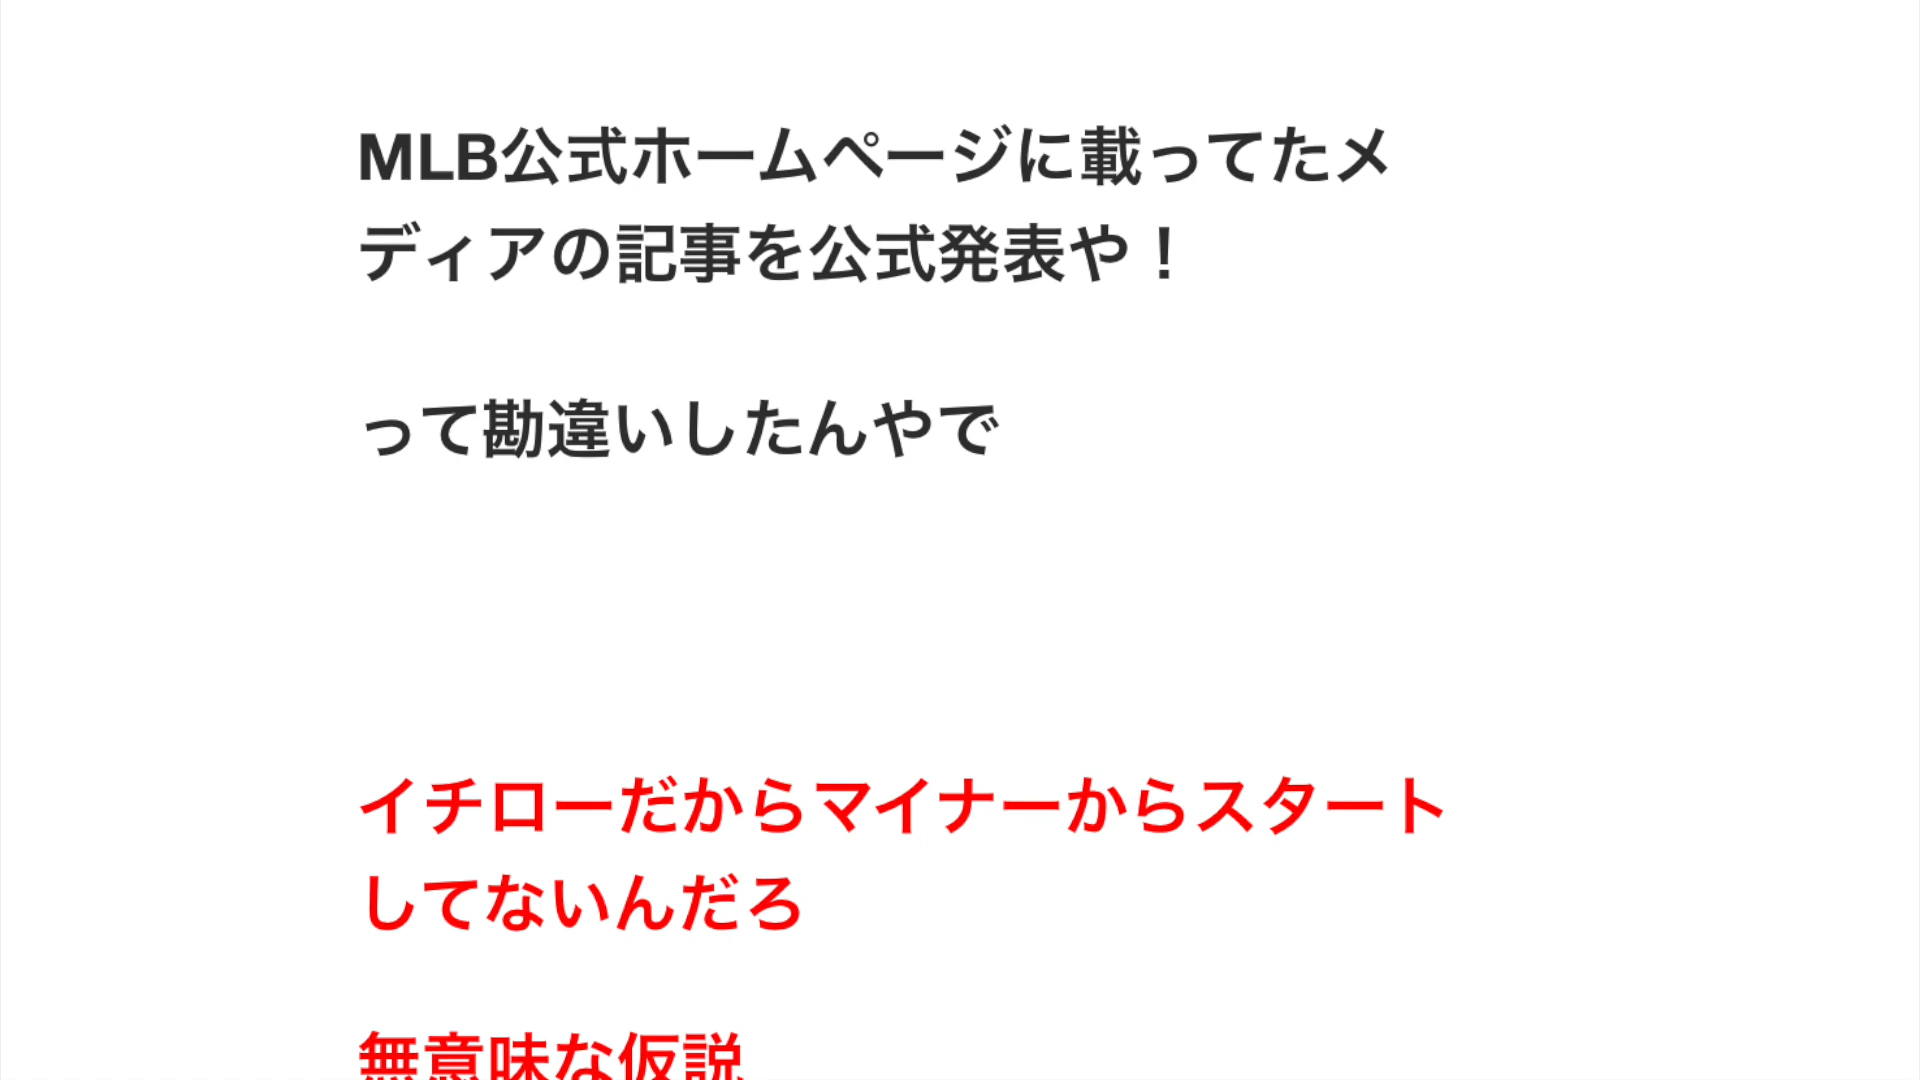 MLB公式ホームページに載ってたメ
ディアの記事を公式発表や！
って勘違いしたんやで
イチローだからマイナーからスタート
してないんだろ
無意味な仮説